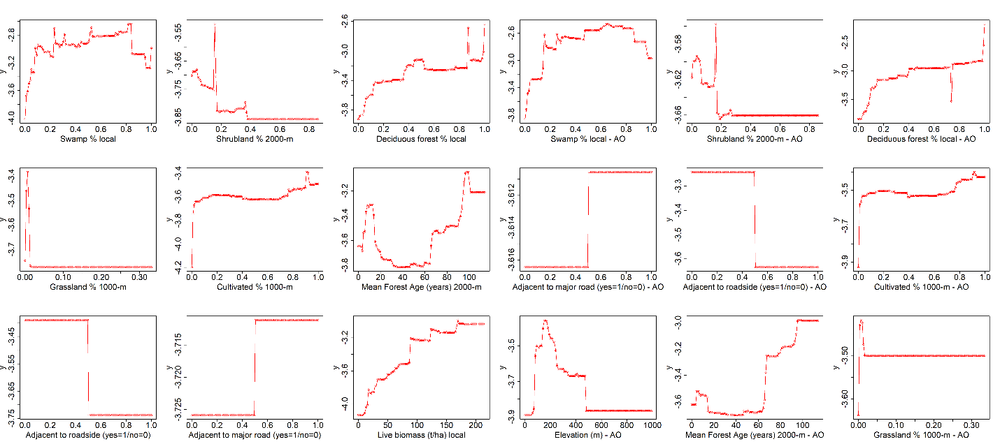 -4.0 -3.6 -3.2 -2.8
y
0.0 0.2 0.4 0.6 0.8 1.0
Swamp % local
-3.85 -3.75 -3.65 -3.55
y
0.0 0.2 0.4 0.6 0.8
Shrubland % 2000-m
-3.8 -3.4 -3.0 -2.6
y
0.0 0.2 0.4 0.6 0.8 1.0
Deciduous forest % local
-3.8 -3.4 -3.0 -2.6
y
0.0 0.2 0.4 0.6 0.8 1.0
Swamp % local - AO
-3.66 -3.62 -3.58
y
0.0 0.2 0.4 0.6 0.8
Shrubland % 2000-m - AO
-3.5 -3.0 -2.5
y
0.0 0.2 0.4 0.6 0.8 1.0
Deciduous forest % local - AO
-3.7 -3.6 -3.5 -3.4
y
0.00 0.10 0.20 0.30
Grassland % 1000-m
-4.2 -4.0 -3.8 -3.6 -3.4
y
0.0 0.2 0.4 0.6 0.8 1.0
Cultivated % 1000-m
-3.8 -3.6 -3.4 -3.2
y
0 20 40 60 80 100
Mean Forest Age (years) 2000-m
-3.616 -3.614 -3.612
y
0.0 0.2 0.4 0.6 0.8 1.0
Adjacent to major road (yes=1/no=0) - AO
-3.6 -3.5 -3.4 -3.3
y
0.0 0.2 0.4 0.6 0.8 1.0
Adjacent to roadside (yes=1/no=0) - AO
-3.9 -3.7 -3.5
y
0.0 0.2 0.4 0.6 0.8 1.0
Cultivated % 1000-m - AO
-3.75 -3.65 -3.55 -3.45
y
0.0 0.2 0.4 0.6 0.8 1.0
Adjacent to roadside (yes=1/no=0)
-3.725 -3.720 -3.715
y
0.0 0.2 0.4 0.6 0.8 1.0
Adjacent to major road (yes=1/no=0)
-4.0 -3.6 -3.2
y
0 50 100 150 200
Live biomass (t/ha) local
-3.9 -3.7 -3.5
y
0 200 400 600 800 1000
Elevation (m) - AO
-3.6 -3.4 -3.2 -3.0
y
0 20 40 60 80 100
Mean Forest Age (years) 2000-m - AO
-3.60 -3.50
y
0.00 0.10 0.20 0.30
Grassland % 1000-m - AO